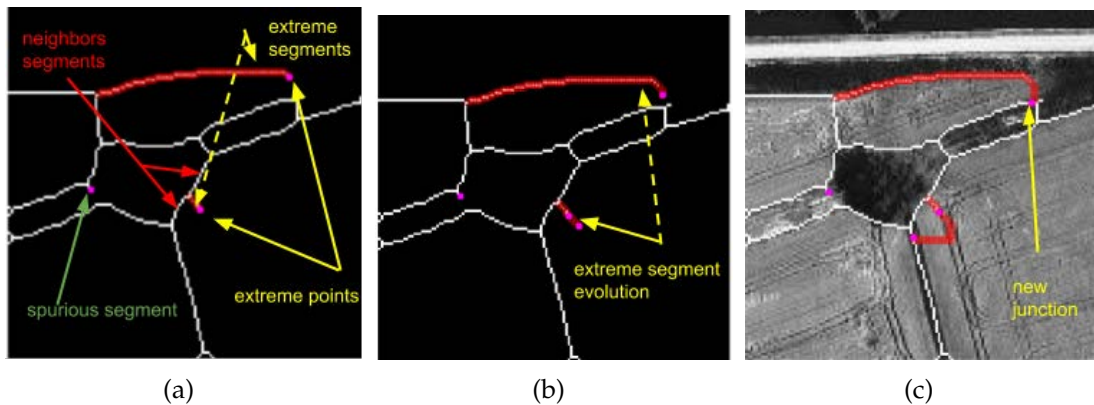 neighbors
segments
extreme
segments
spurious segment
extreme points
extreme segment
evolution
new
junction
(a)
(b)
(c)